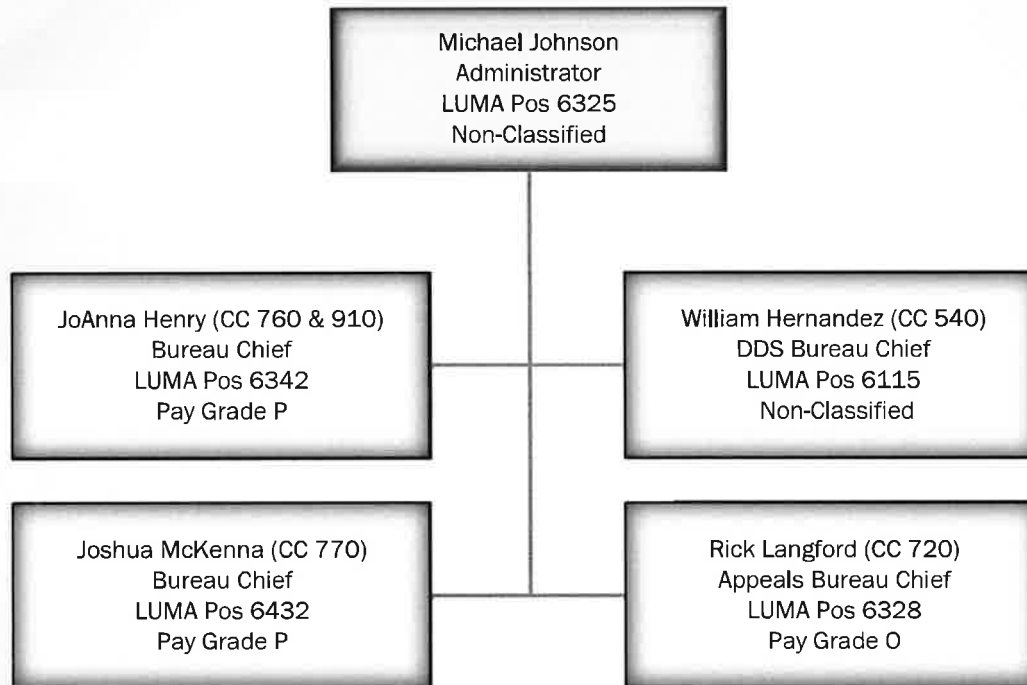 Michael Johnson
Administrator
LUMA Pos 6325
Non-Classified
JoAnna Henry (CC 760 & 910)
Bureau Chief
LUMA Pos 6342
Pay Grade P
William Hernandez (CC 540)
DDS Bureau Chief
LUMA Pos 6115
Non-Classified
Joshua McKenna (CC 770)
Bureau Chief
LUMA Pos 6432
Pay Grade P
Rick Langford (CC 720)
Appeals Bureau Chief
LUMA Pos 6328
Pay Grade O